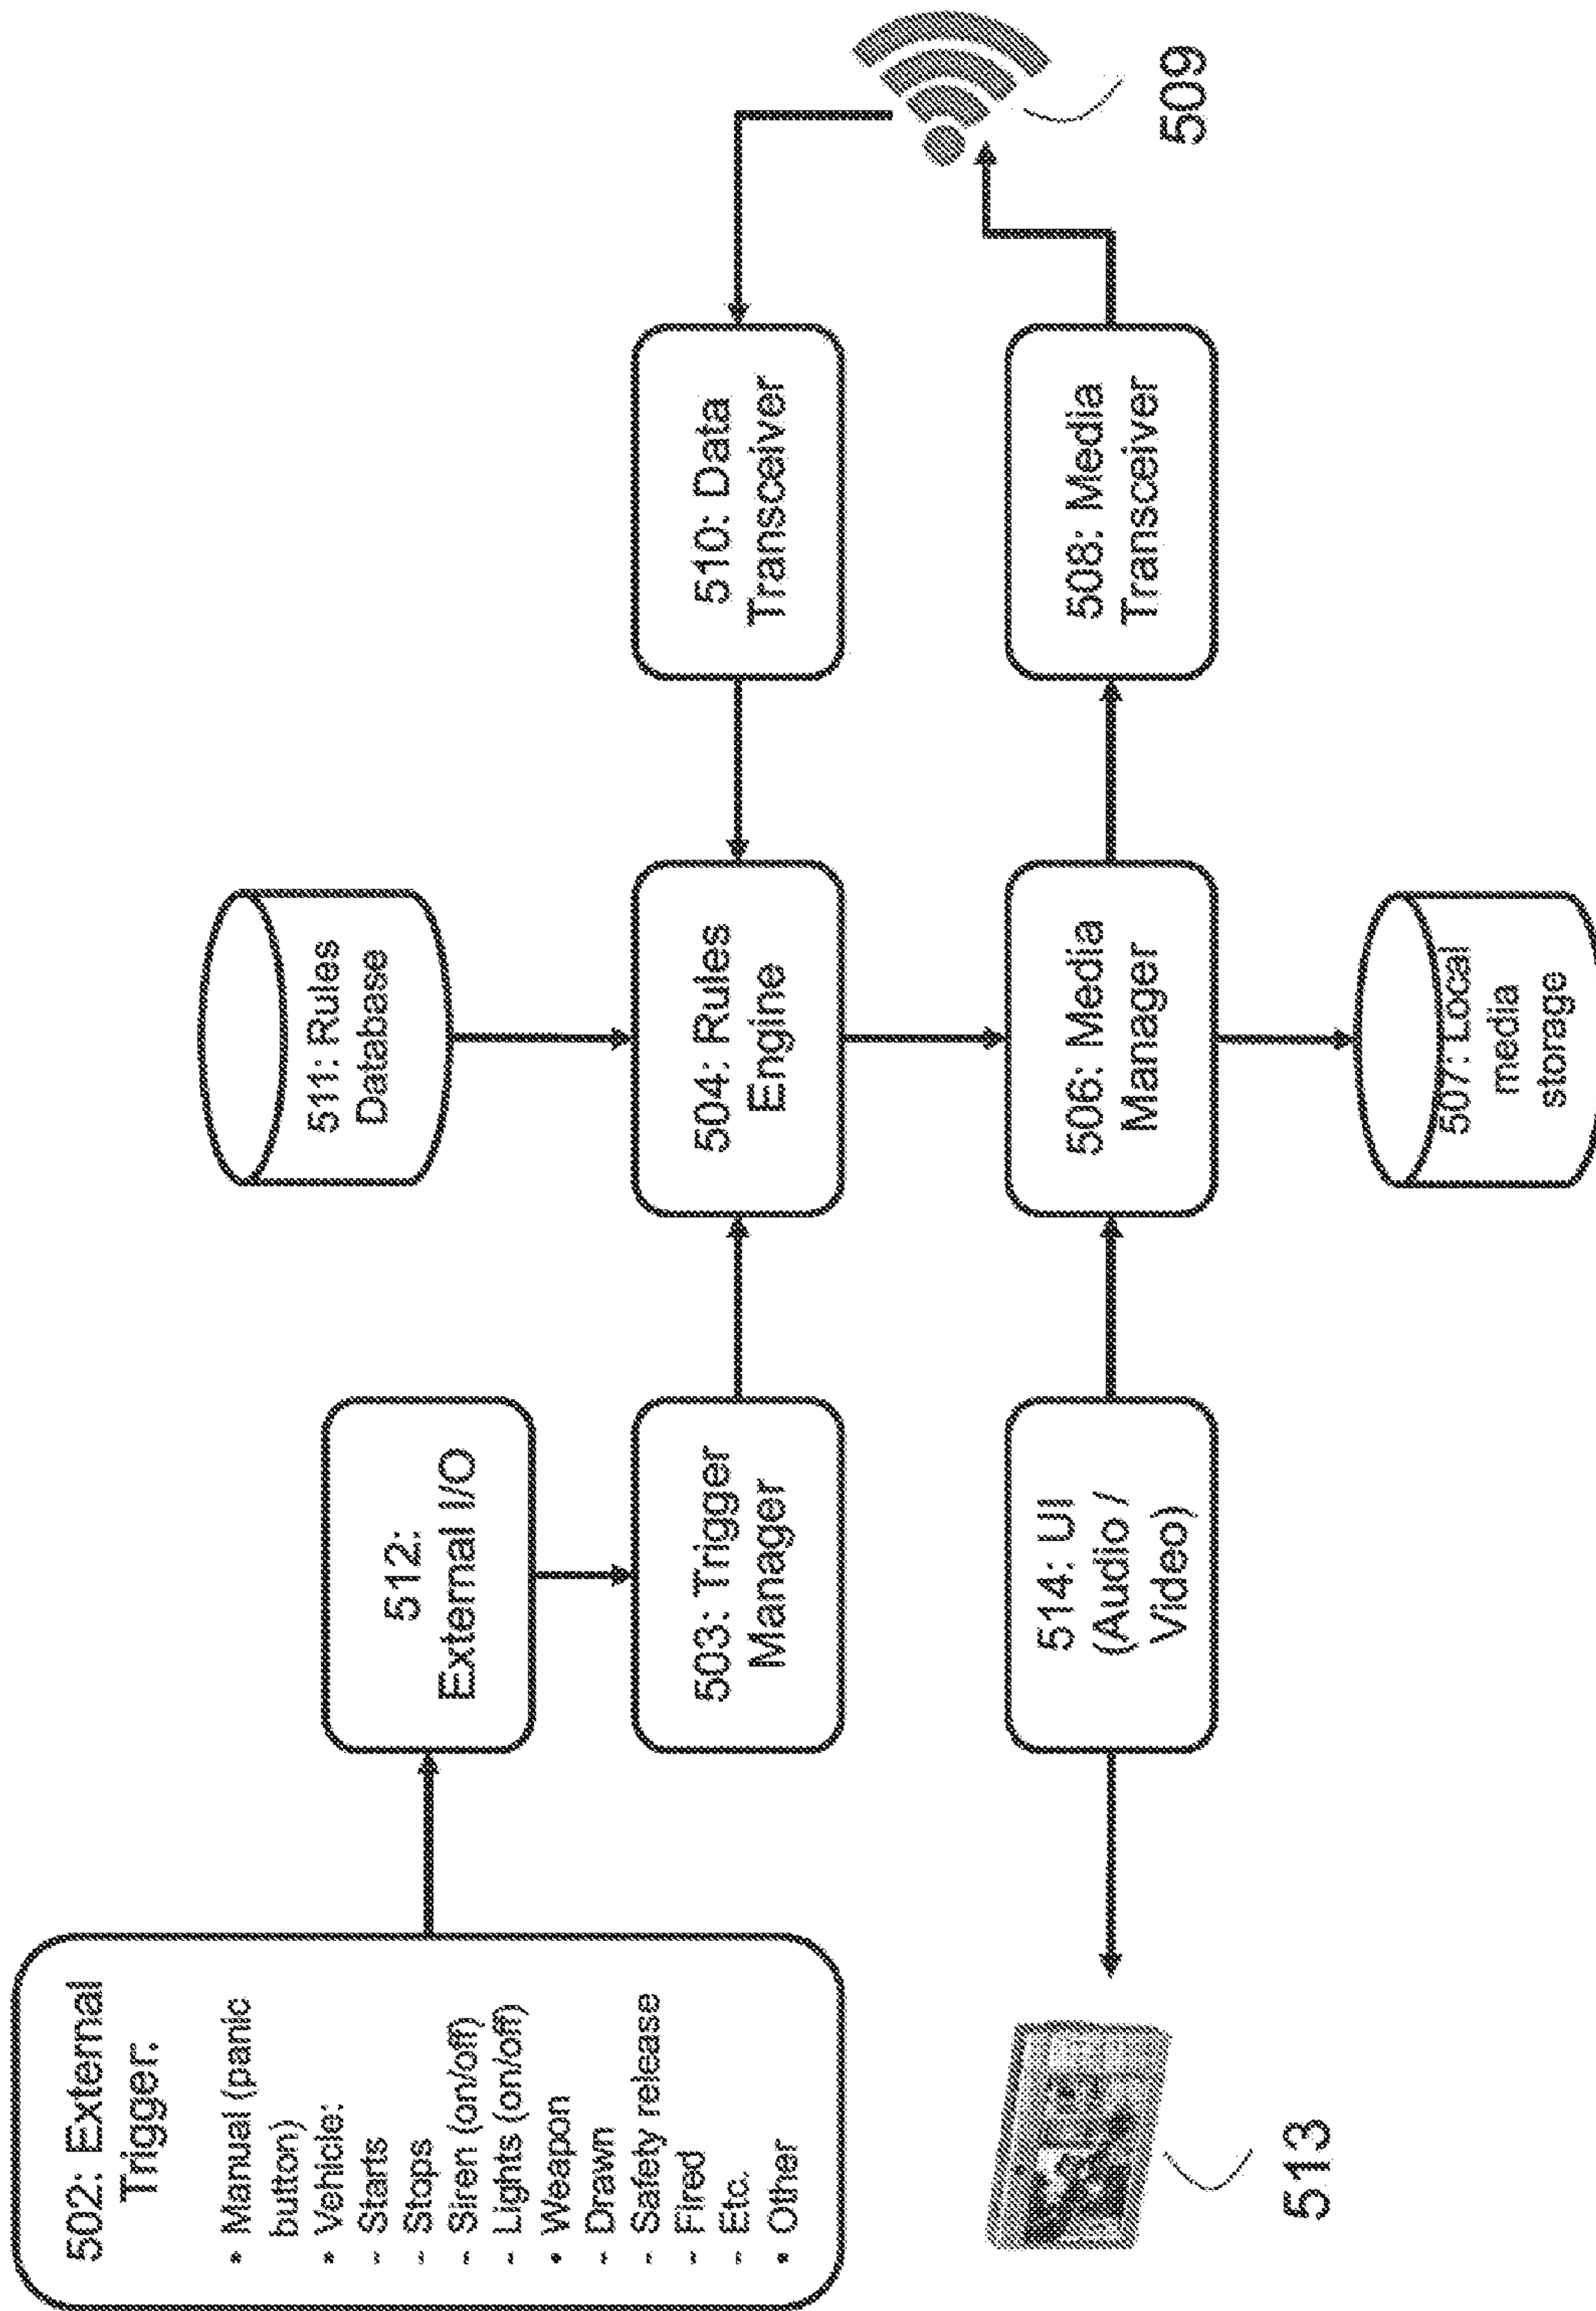 502: External
Trigger:
• Manual (panic
button)
• Vehicle:
- Starts
- Stops
- Siren (on/off)
- Lights (on/off)
• Weapon
- Drawn
- Safety release
- Fired
- Etc.
• Other
512:
External I/O
503: Trigger
Manager
511: Rules
Database
504: Rules
Engine
510: Data
Transceiver
509
513
514: UI
(Audio /
Video)
506: Media
Manager
508: Media
Transceiver
507: Local
media
storage